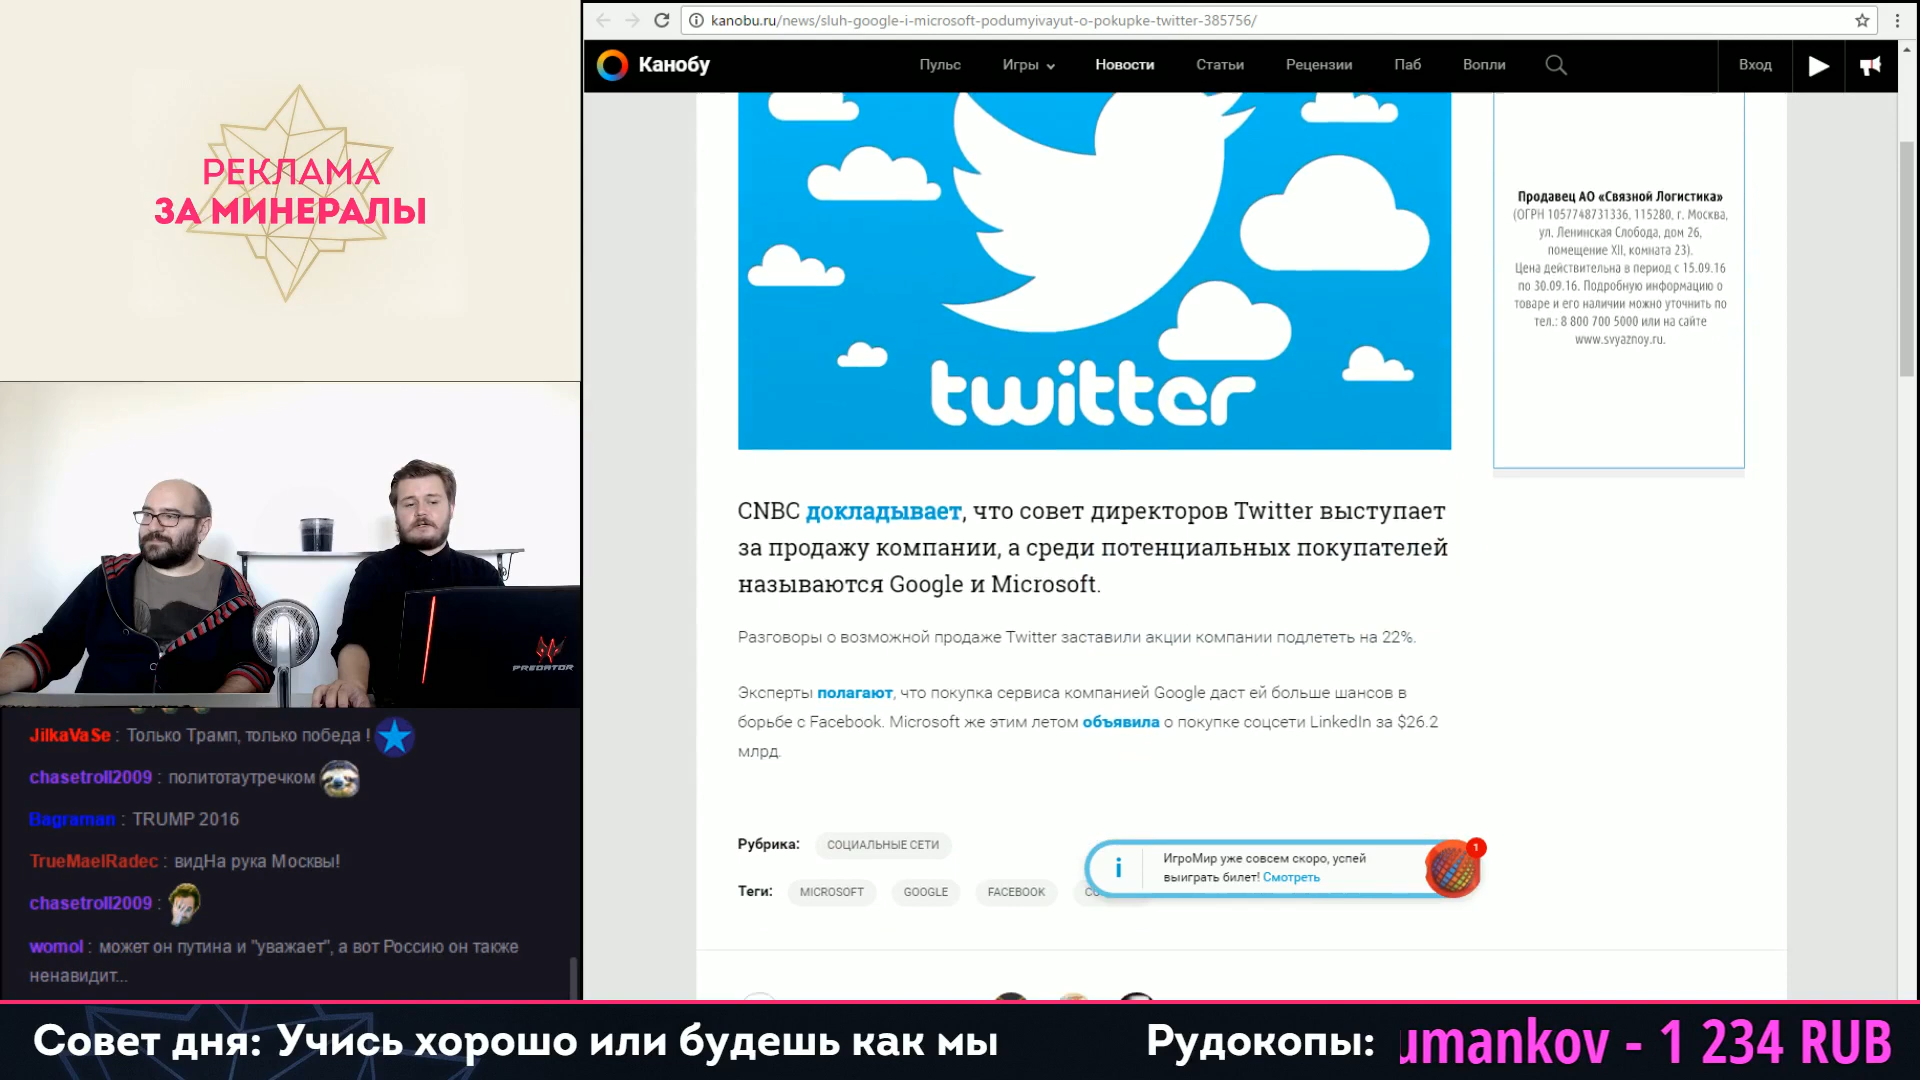 РЕКЛАМА
ЗА МИНЕРАЛЫ
PREDATOR
JilkaVaSe : Только Трамп, только победа !
chasetroll2009 : политотаутречком
Bagraman : TRUMP 2016
TrueMaelRadec : видНа рука Москвы!
chasetroll2009 :
womol : может он путина и "уважает", а вот Россию он также
ненавидит...
kanobu.ru/news/sluh-google-i-microsoft-podumyivayut-o-pokupke-twitter-385756/
Канобу
Пульс
Игры
Новости
Статьи
Рецензии
Паб
Вопли
Вход
twitter
Продавец АО «Связной Логистика»
(ОГРН 1057748731336, 115280, г. Москва,
ул. Ленинская Слобода, дом 26,
помещение XII, комната 23).
Цена действительна в период с 15.09.16
по 30.09.16. Подробную информацию о
товаре и его наличии можно уточнить по
тел.: 8 800 700 5000 или на сайте
www.svyaznoy.ru.
CNBC докладывает, что совет директоров Twitter выступает
за продажу компании, а среди потенциальных покупателей
называются Google и Microsoft.
Разговоры о возможной продаже Twitter заставили акции компании подлететь на 22%.
Эксперты полагают, что покупка сервиса компанией Google даст ей больше шансов в
борьбе с Facebook. Microsoft же этим летом объявила о покупке соцсети LinkedIn за $26.2
млрд.
Рубрика: СОЦИАЛЬНЫЕ СЕТИ
Теги: MICROSOFT GOOGLE FACEBOOK
i
ИгроМир уже совсем скоро, успей
выиграть билет! Смотреть
1
Совет дня: Учись хорошо или будешь как мы
Рудокопы: umankov - 1 234 RUB